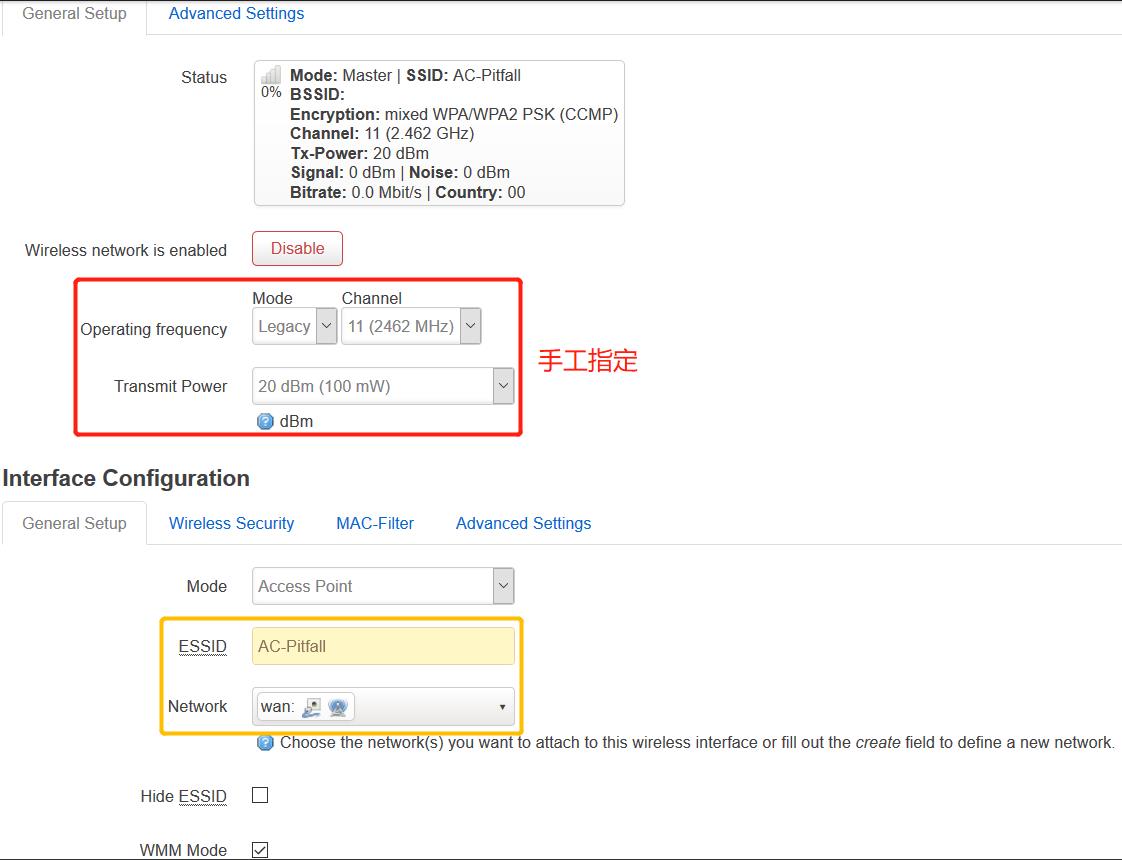 General Setup Advanced Settings
Status
0%
Mode: Master | SSID: AC-Pitfall
BSSID:
Encryption: mixed WPA/WPA2 PSK (CCMP)
Channel: 11 (2.462 GHz)
Tx-Power: 20 dBm
Signal: 0 dBm | Noise: 0 dBm
Bitrate: 0.0 Mbit/s | Country: 00
Wireless network is enabled Disable
Mode Channel
Operating frequency Legacy 11 (2462 MHz)
手工指定
Transmit Power 20 dBm (100 mW)
dBm
Interface Configuration
General Setup Wireless Security MAC-Filter Advanced Settings
Mode Access Point
ESSID AC-Pitfall
Network wan:
Choose the network(s) you want to attach to this wireless interface or fill out the create field to define a new network.
Hide ESSID
WMM Mode